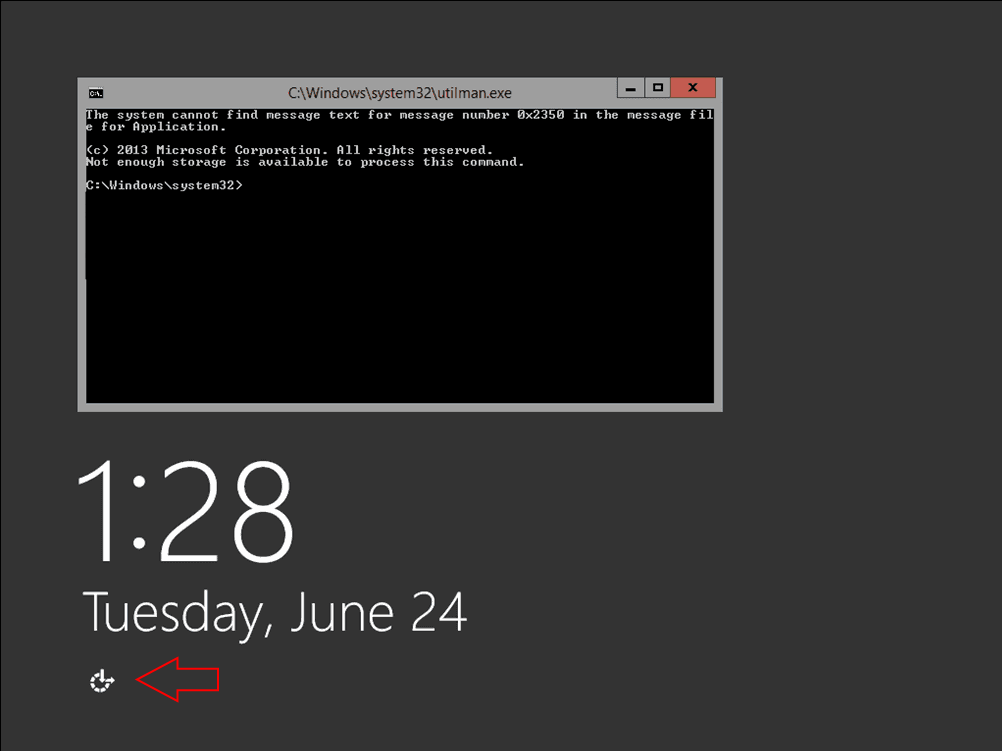 C:\Windows\system32\utilman.exe
The system cannot find message text for message number 0x2350 in the message fil
e for Application.
(c) 2013 Microsoft Corporation. All rights reserved.
Not enough storage is available to process this command.
C:\Windows\system32>
1:28
Tuesday, June 24